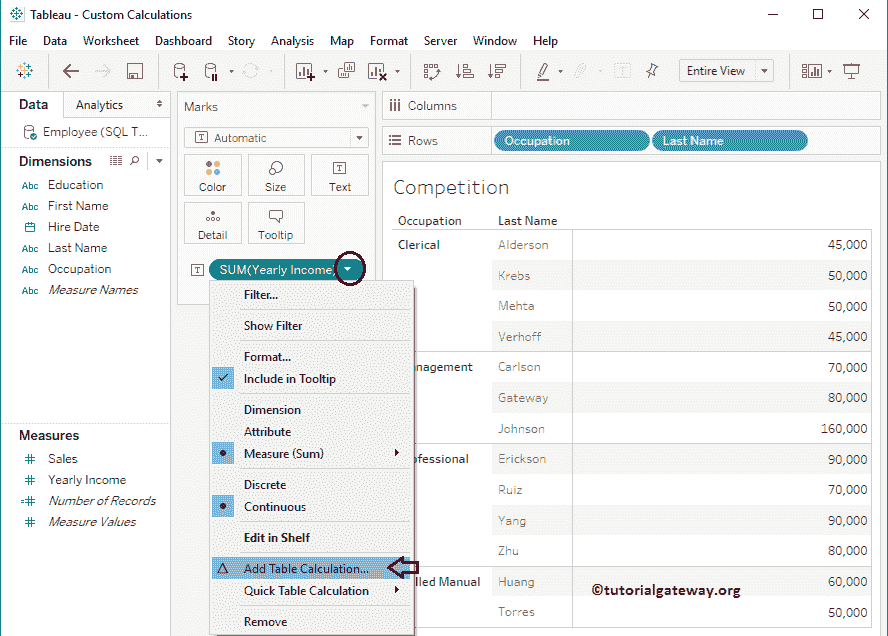 Tableau - Custom Calculations
File Data Worksheet Dashboard Story Analysis Map Format Server Window Help
Entire View
Data Analytics
Employee (SQL T...
Dimensions
Abc Education
Abc First Name
Hire Date
Abc Last Name
Abc Occupation
Abc Measure Names
Measures
# Sales
# Yearly Income
=# Number of Records
# Measure Values
Marks
T Automatic
Color Size Text
Detail Tooltip
T SUM(Yearly Income)
Filter...
Show Filter
Format...
Include in Tooltip
Dimension
Attribute
Measure (Sum)
Discrete
Continuous
Edit in Shelf
Add Table Calculation...
Quick Table Calculation
Remove
Columns
Rows Occupation Last Name
Competition
Occupation Last Name
Clerical Alderson 45,000
Krebs 50,000
Mehta 50,000
Verhoff 45,000
nagement Carlson 70,000
Gateway 80,000
Johnson 160,000
ofessional Erickson 90,000
Ruiz 70,000
Yang 90,000
Zhu 80,000
lled Manual Huang 60,000
Torres 50,000
©tutorialgateway.org